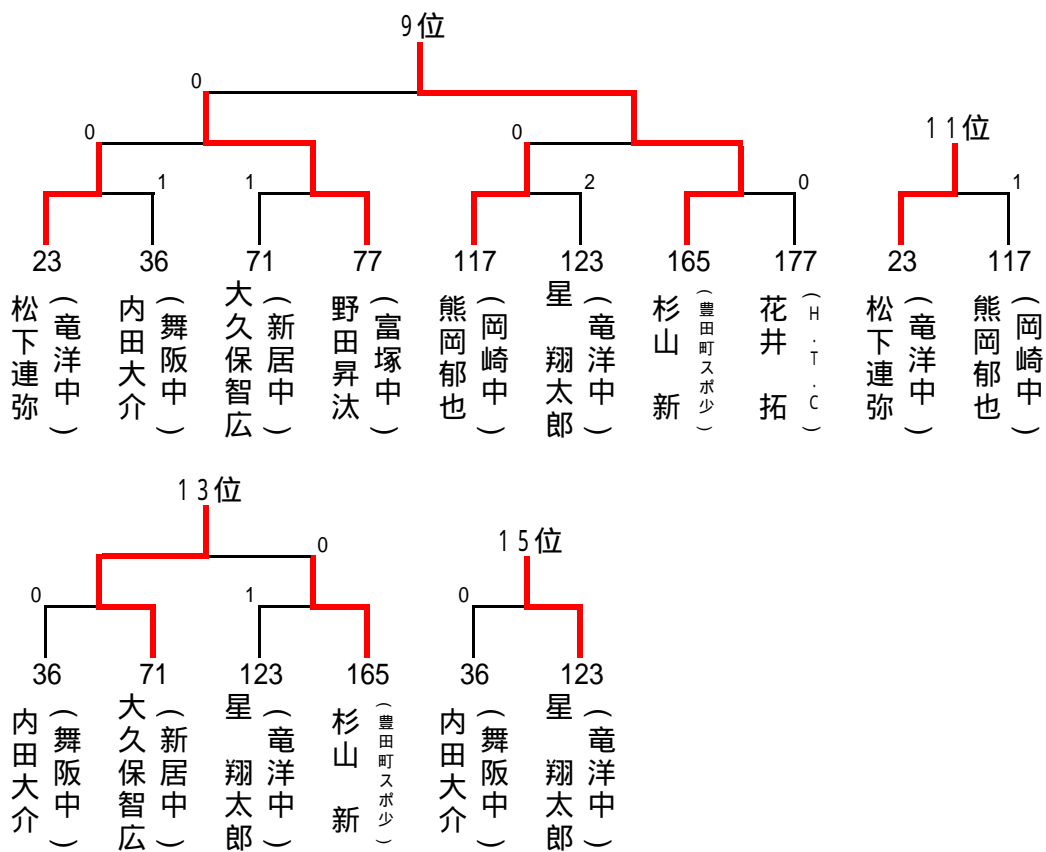 9位
0
0
0
11位
1
1
2
0
1
23
36
71
77
117
123
165
177
23
117
松下連弥
(竜洋中)
内田大介
(舞阪中)
大久保智広
(新居中)
野田昇汰
(富塚中)
熊岡郁也
(岡崎中)
星 翔太郎
(竜洋中)
杉山 新
(豊田町スポ少)
花井 拓
(H.T.C)
松下連弥
(竜洋中)
熊岡郁也
(岡崎中)
13位
0
0
1
36
71
123
165
内田大介
(舞阪中)
大久保智広
(新居中)
星 翔太郎
(竜洋中)
杉山 新
(豊田町スポ少)
15位
0
36
123
内田大介
(舞阪中)
星 翔太郎
(竜洋中)